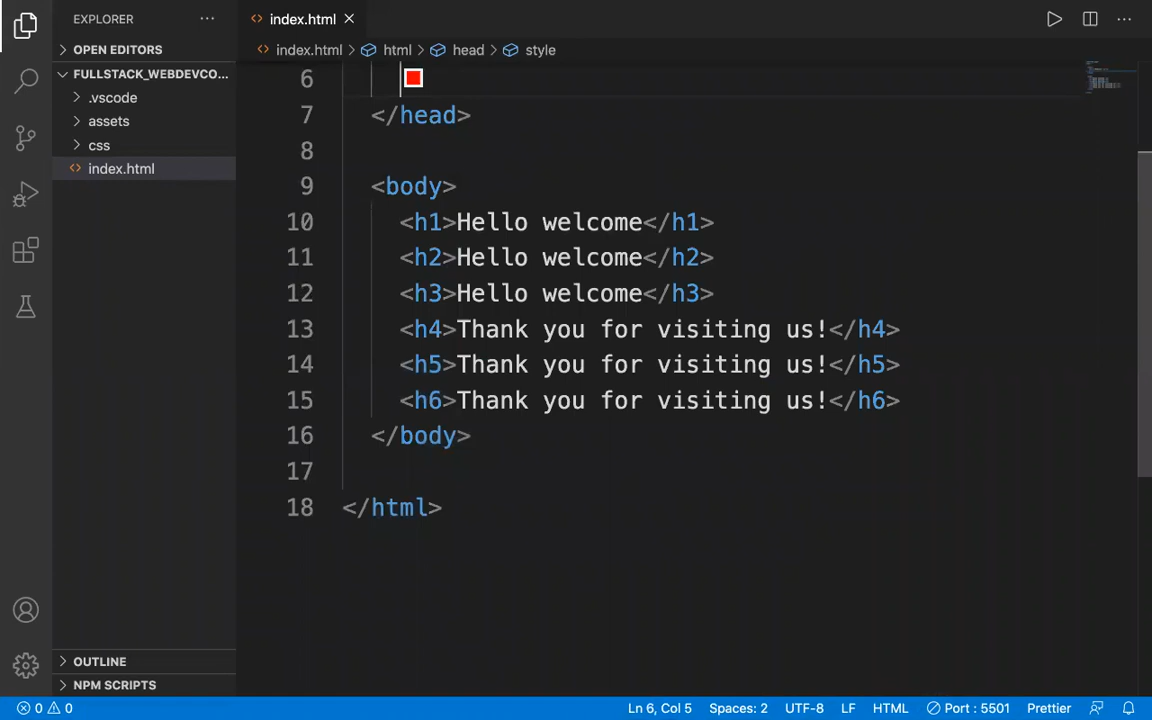 EXPLORER
OPEN EDITORS
FULLSTACK_WEBDEVCO...
.vscode
assets
css
index.html
OUTLINE
NPM SCRIPTS
index.html
index.html > html > head > style
6
7 </head>
8
9 <body>
10 <h1>Hello welcome</h1>
11 <h2>Hello welcome</h2>
12 <h3>Hello welcome</h3>
13 <h4>Thank you for visiting us!</h4>
14 <h5>Thank you for visiting us!</h5>
15 <h6>Thank you for visiting us!</h6>
16 </body>
17
18 </html>
0 0 Ln 6, Col 5 Spaces: 2 UTF-8 LF HTML Port : 5501 Prettier